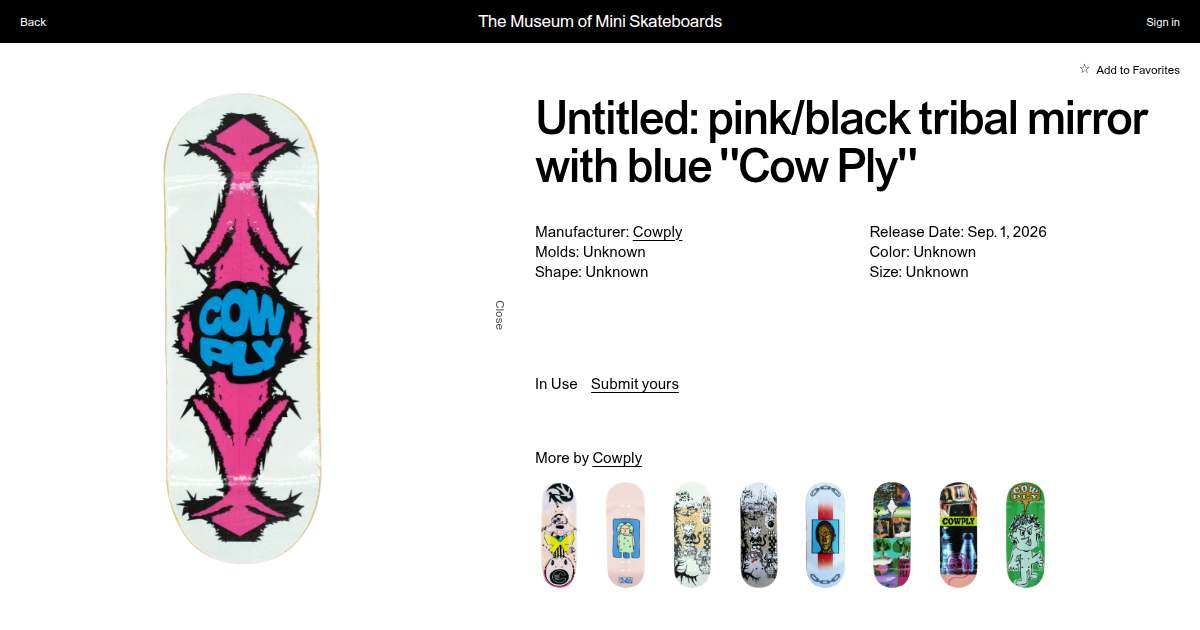 Back
The Museum of Mini Skateboards
Sign in
☆ Add to Favorites
Untitled: pink/black tribal mirror
with blue "Cow Ply"
Manufacturer: Cowply
Molds: Unknown
Shape: Unknown
Release Date: Sep. 1, 2026
Color: Unknown
Size: Unknown
COW
PLY
Close
In Use Submit yours
More by Cowply
COWPLY
COW
PLY